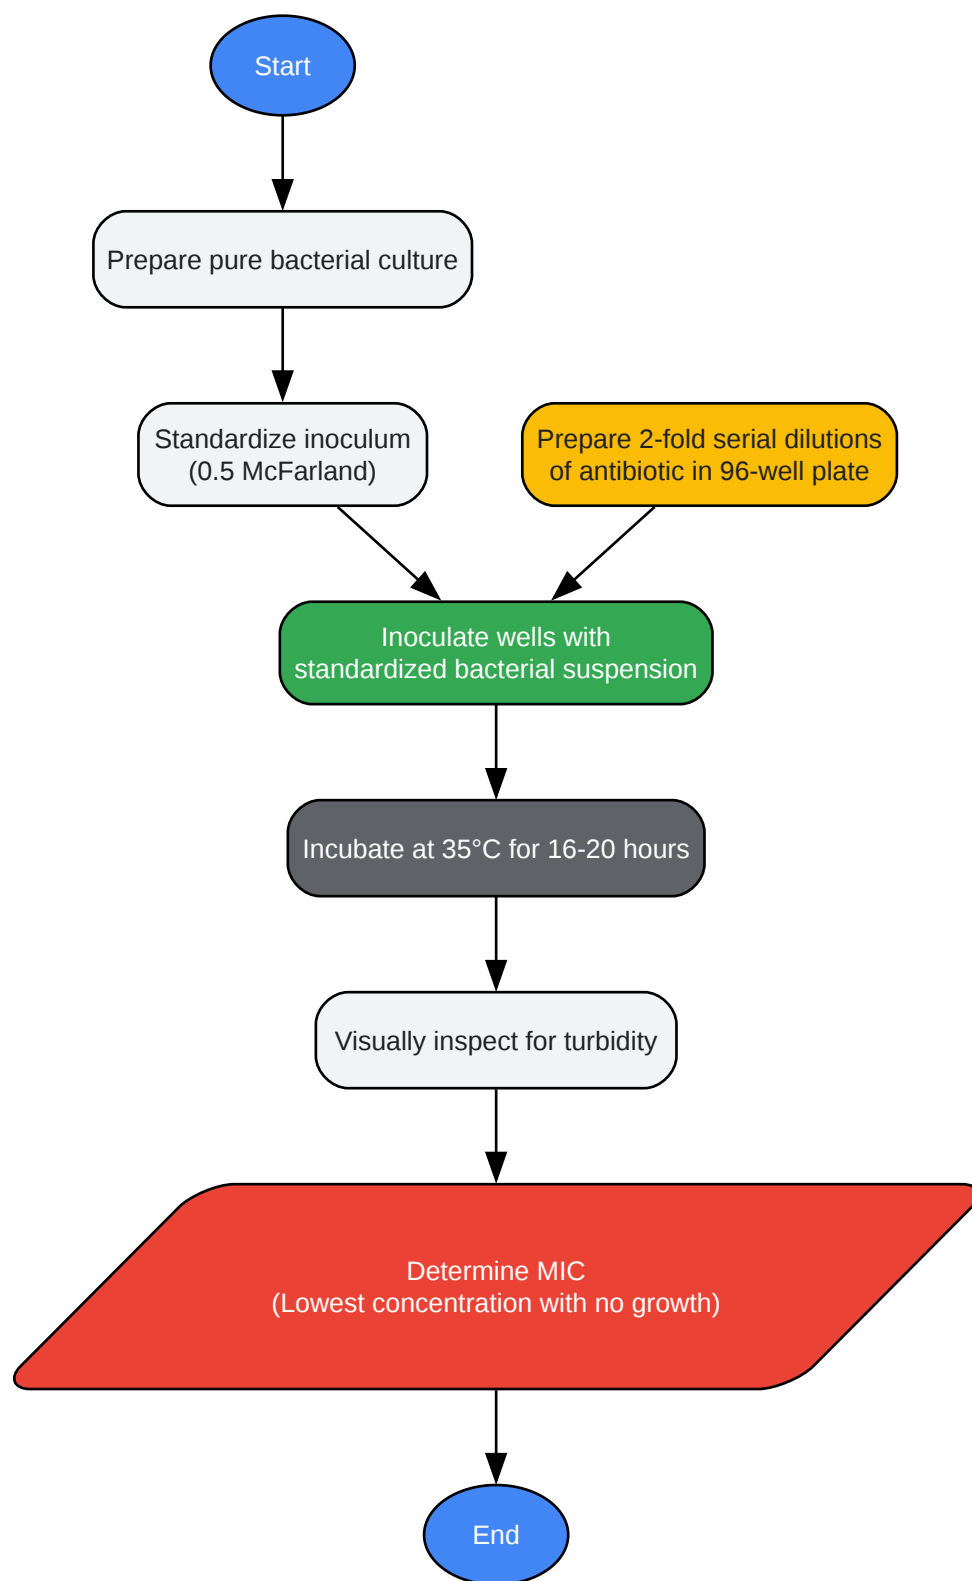 Start
Prepare pure bacterial culture
Standardize inoculum
(0.5 McFarland)
Prepare 2-fold serial dilutions
of antibiotic in 96-well plate
Inoculate wells with
standardized bacterial suspension
Incubate at 35°C for 16-20 hours
Visually inspect for turbidity
Determine MIC
(Lowest concentration with no growth)
End